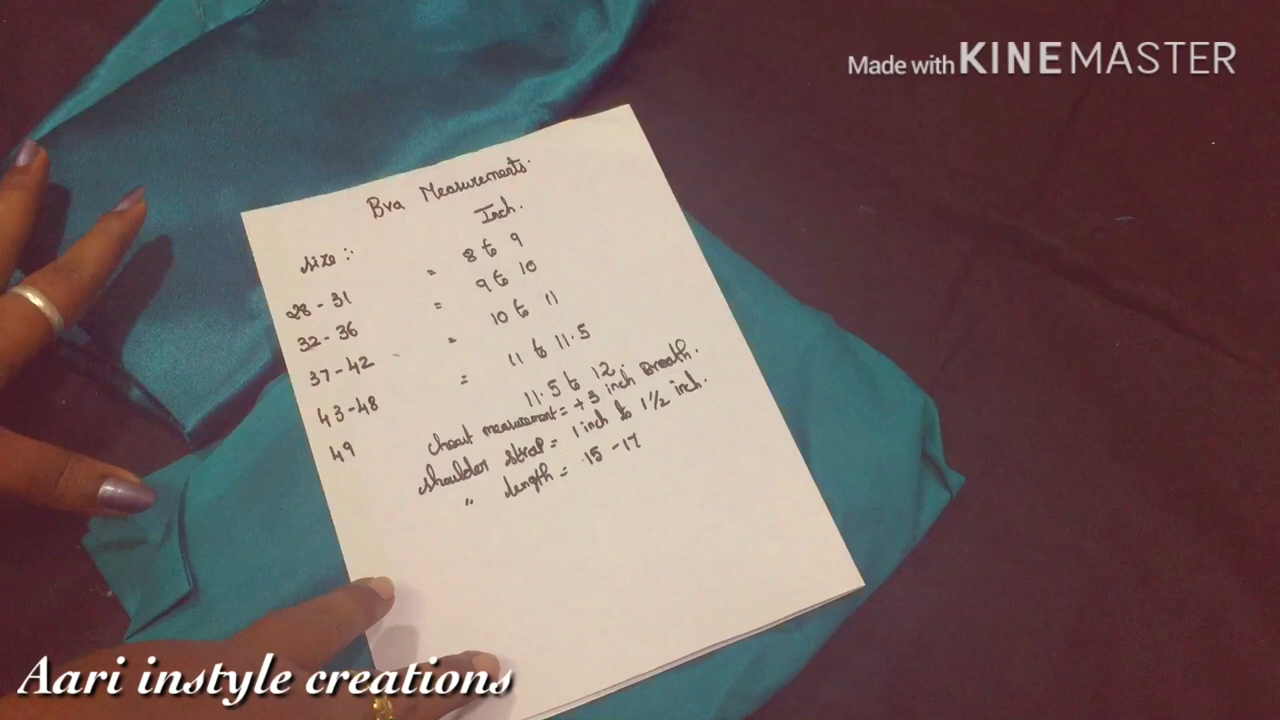 Made with KINEMASTER
Bra Measurements.
Inch.
Size :-
28 - 31 = 8 to 9
32 - 36 = 9 to 10
37 - 42 = 10 to 11
43 - 48 = 11 to 11.5
49 11.5 to 12
chest measurement = + 3 inch Breath.
shoulder strap = 1 inch to 1 1/2 inch.
" length = 15 - 17
Aari instyle creations